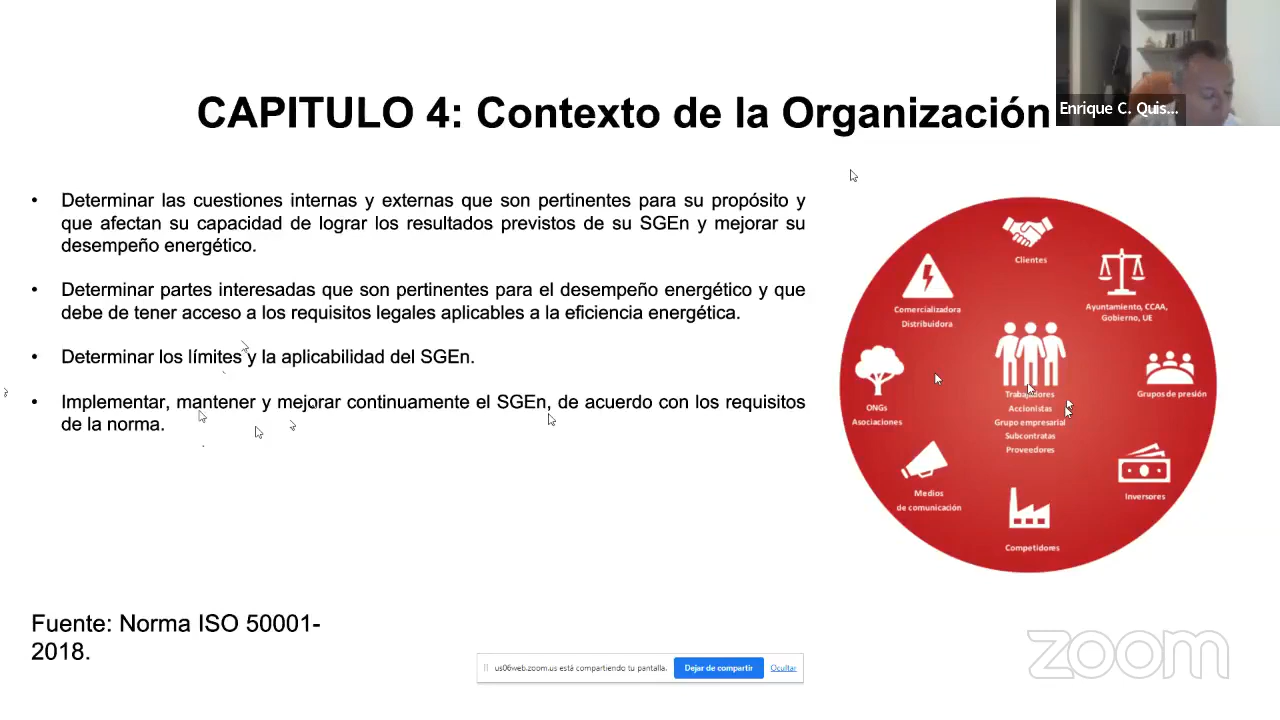 CAPITULO 4: Contexto de la Organización
Enrique C. Quis...
• Determinar las cuestiones internas y externas que son pertinentes para su propósito y
que afectan su capacidad de lograr los resultados previstos de su SGEn y mejorar su
desempeño energético.
• Determinar partes interesadas que son pertinentes para el desempeño energético y que
debe de tener acceso a los requisitos legales aplicables a la eficiencia energética.
• Determinar los límites y la aplicabilidad del SGEn.
• Implementar, mantener y mejorar continuamente el SGEn, de acuerdo con los requisitos
de la norma.
Clientes
Comercializadora
Distribuidora
Ayuntamiento, CCAA,
Gobierno, UE
Trabajadores
Accionistas
Grupo empresarial
Subcontratas
Proveedores
Grupos de presión
ONGs
Asociaciones
Medios
de comunicación
Inversores
Competidores
Fuente: Norma ISO 50001-
2018.
us06web.zoom.us está compartiendo tu pantalla.
Dejar de compartir
Ocultar
zoom